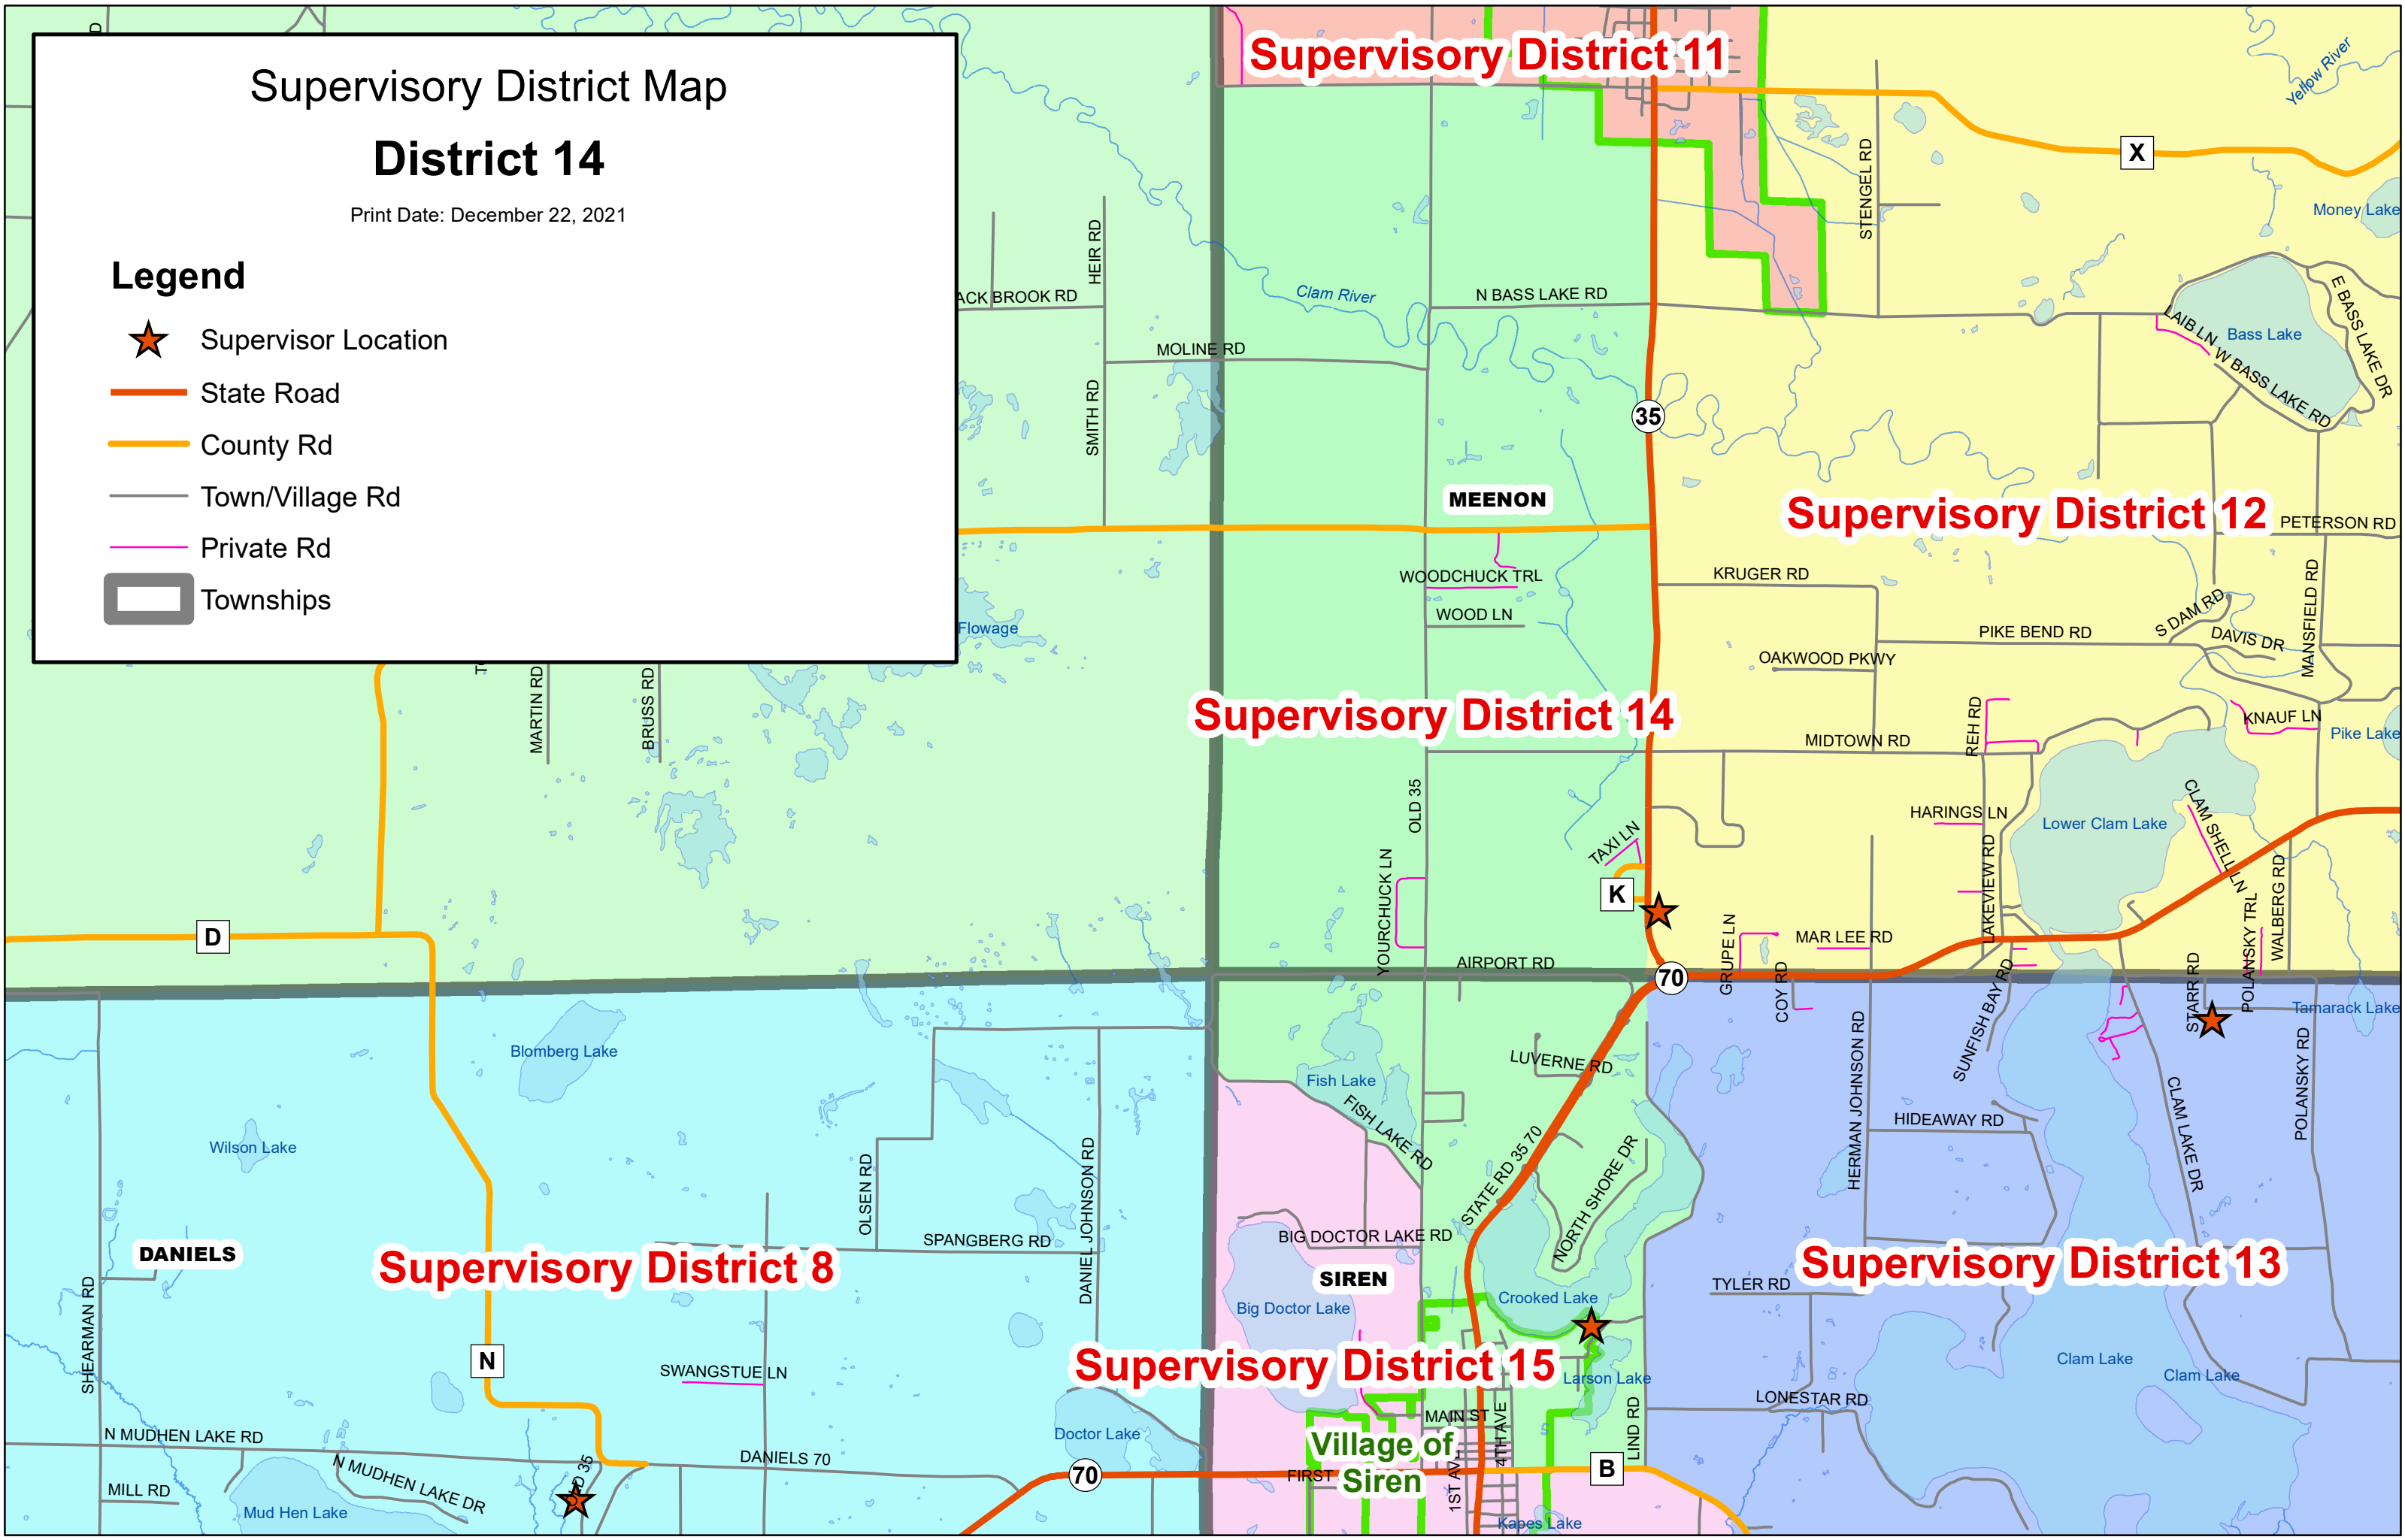 Supervisory District Map
District 14
Print Date: December 22, 2021
Legend
Supervisor Location
State Road
County Rd
Town/Village Rd
Private Rd
Townships
D
Supervisory District 11
Yellow River
X
Money Lake
STENGEL RD
HEIR RD
ACK BROOK RD
Clam River
N BASS LAKE RD
E BASS LAKE DR
LAIB LN
Bass Lake
W BASS LAKE RD
MOLINE RD
SMITH RD
35
MEENON
Supervisory District 12
PETERSON RD
WOODCHUCK TRL
KRUGER RD
MANSFIELD RD
WOOD LN
S DAM RD
Flowage
PIKE BEND RD
DAVIS DR
OAKWOOD PKWY
MARTIN RD
BRUSS RD
Supervisory District 14
REH RD
KNAUF LN
MIDTOWN RD
Pike Lake
OLD 35
HARINGS LN
Lower Clam Lake
CLAM SHELL LN
TAXI LN
LAKEVIEW RD
K
YOURCHUCK LN
WALBERG RD
POLANSKY TRL
D
GRUPE LN
MAR LEE RD
AIRPORT RD
70
COY RD
SUNFISH BAY RD
STARR RD
Tamarack Lake
Blomberg Lake
LUVERNE RD
Fish Lake
HERMAN JOHNSON RD
POLANSKY RD
FISH LAKE RD
HIDEAWAY RD
CLAM LAKE DR
Wilson Lake
OLSEN RD
DANIEL JOHNSON RD
STATE RD 35 70
NORTH SHORE DR
SPANGBERG RD
BIG DOCTOR LAKE RD
DANIELS
Supervisory District 8
SIREN
Supervisory District 13
TYLER RD
Crooked Lake
Big Doctor Lake
SHEARMAN RD
N
SWANGSTUE LN
Supervisory District 15
Larson Lake
Clam Lake
Clam Lake
LONESTAR RD
MAIN ST
4TH AVE
LIND RD
N MUDHEN LAKE RD
Doctor Lake
Village of
Siren
DANIELS 70
N MUDHEN LAKE DR
70
FIRST
B
1ST AVE
MILL RD
Mud Hen Lake
Kapes Lake